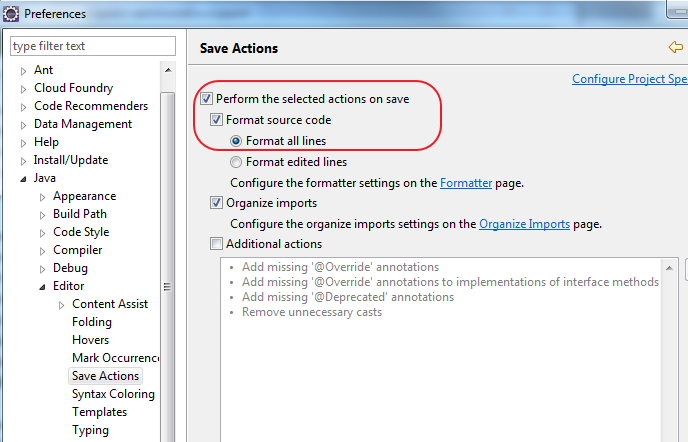 Preferences
type filter text
Ant
Cloud Foundry
Code Recommenders
Data Management
Help
Install/Update
Java
Appearance
Build Path
Code Style
Compiler
Debug
Editor
Content Assist
Folding
Hovers
Mark Occurrence
Save Actions
Syntax Coloring
Templates
Typing
Save Actions
Configure Project Spe
Perform the selected actions on save
Format source code
Format all lines
Format edited lines
Configure the formatter settings on the Formatter page.
Organize imports
Configure the organize imports settings on the Organize Imports page.
Additional actions
• Add missing '@Override' annotations
• Add missing '@Override' annotations to implementations of interface methods
• Add missing '@Deprecated' annotations
• Remove unnecessary casts